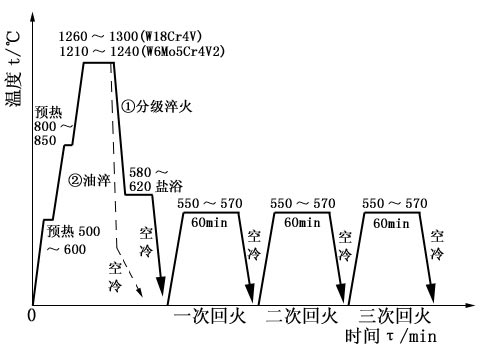 温度 t/℃
1260～1300(W18Cr4V)
1210～1240(W6Mo5Cr4V2)
①分级淬火
预热
800～
850
②油淬
580～
620盐浴
预热 500
～600
空冷
空冷
550～570
60min
空冷
550～570
60min
空冷
550～570
60min
空冷
0
一次回火
二次回火
三次回火
时间 τ/min